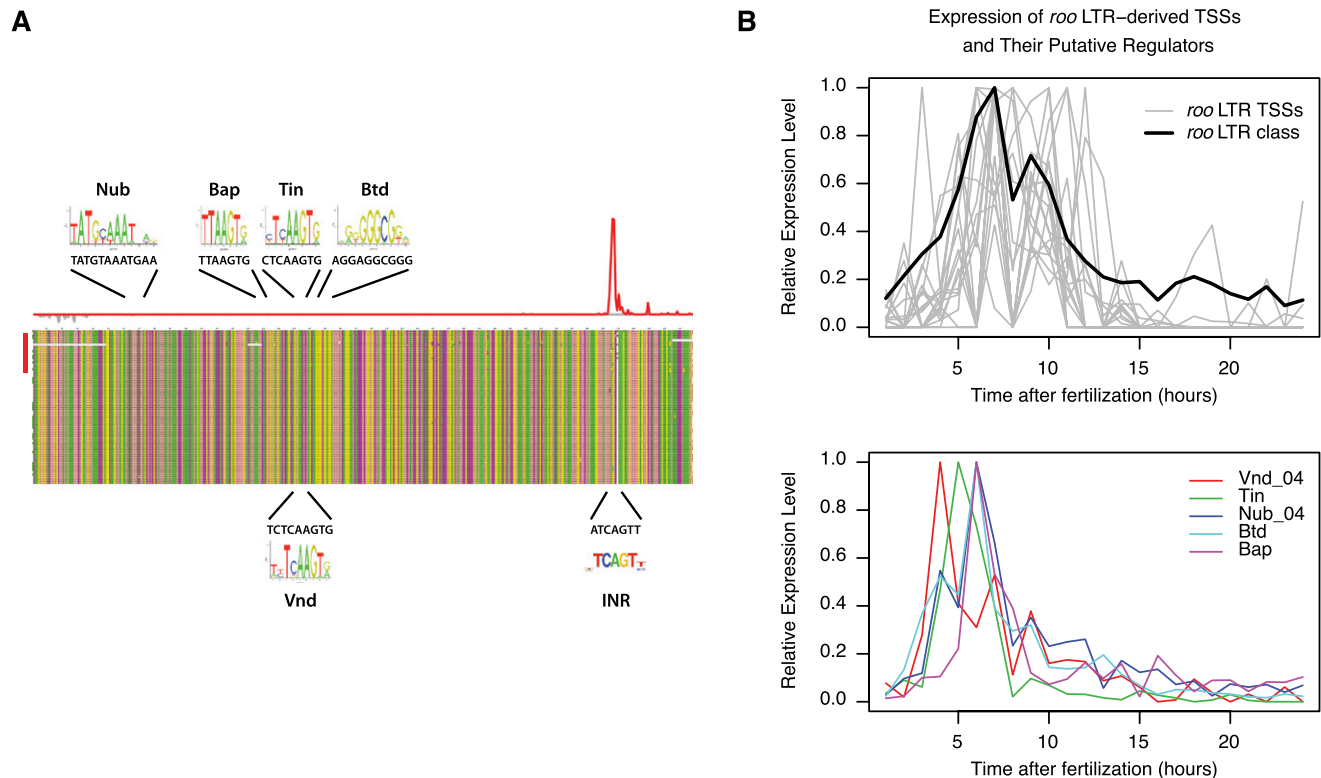 A
Nub
Bap
Tin
Btd
TATGTAAATGAA
TTAAGTG
CTCAAGTG
AGGAGGCGGG
TCTCAAGTG
Vnd
ATCAGTT
TCAGT
INR
B
Expression of roo LTR−derived TSSs
and Their Putative Regulators
Relative Expression Level
1.0
0.8
0.6
0.4
0.2
0.0
roo LTR TSSs
roo LTR class
5
10
15
20
Time after fertilization (hours)
Relative Expression Level
1.0
0.8
0.6
0.4
0.2
0.0
Vnd_04
Tin
Nub_04
Btd
Bap
5
10
15
20
Time after fertilization (hours)